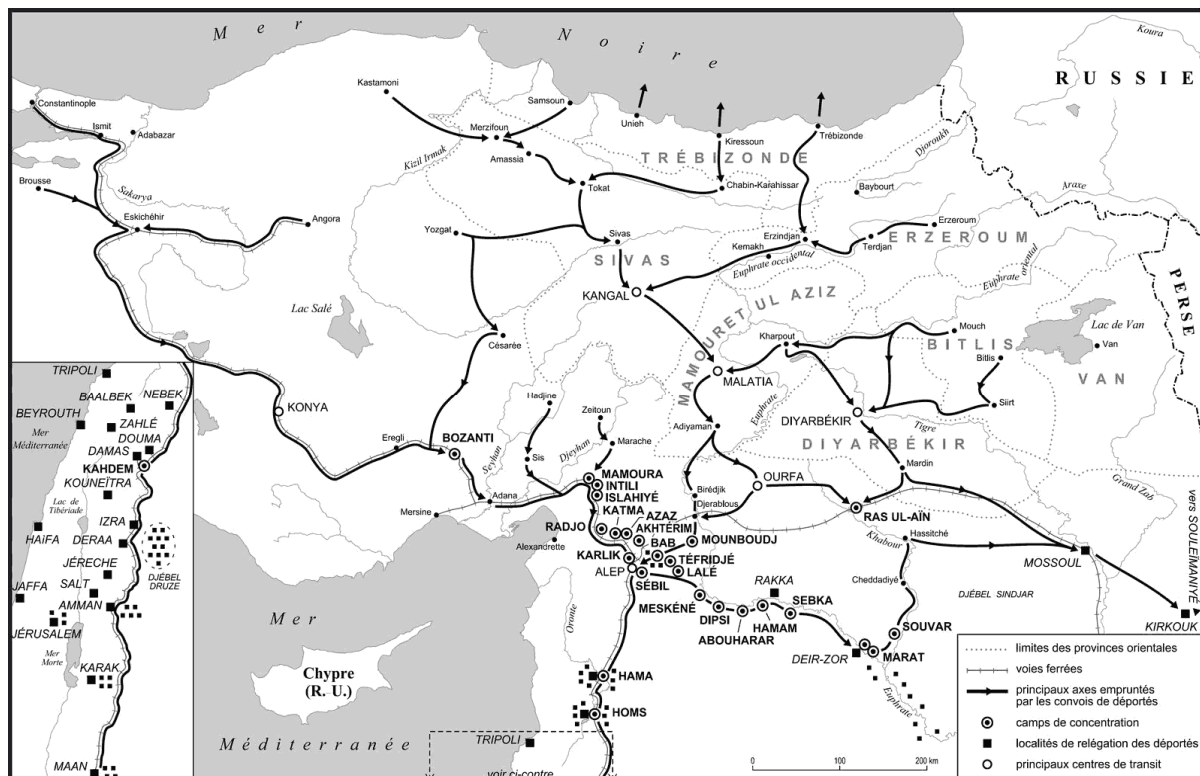 Mer Noire
Koura
RUSSIE
Constantinople
Ismit
Adabazar
Kastamoni
Samsoun
Merzifoun
Amassia
Unieh
Kiressoun
Trébizonde
TRÉBIZONDE
Djoroukh
Kizil Irmak
Tokat
Chabin-Karahissar
Baybourt
Araxe
Brousse
Sakarya
Eskichéhir
Angora
Yozgat
Sivas
SIVAS
Kemakh
Erzindjan
Terdjan
Erzeroum
ERZEROUM
Euphrate occidental
Euphrate oriental
PERSE
KANGAL
MAMOURET UL AZIZ
Lac Salé
Césarée
Kharpout
Mouch
BITLIS
Bitlis
Lac de Van
Van
VAN
MALATIA
Euphrate
Siirt
DIYARBÉKIR
Tigre
DIYARBÉKIR
KONYA
Hadjine
Zeitoun
Adiyaman
Eregli
BOZANTI
Seyhan
Sis
Djeyhan
Marache
Mardin
Mersine
Adana
MAMOURA
INTILI
ISLAHIYÉ
KATMA
RADJO
AZAZ
AKHTÉRIM
BAB
Birédjik
Djerablous
OURFA
RAS UL-AÏN
Grand Zab
vers SOULEÏMANIYÉ
Alexandrette
KARLIK
ALEP
SÉBIL
MOUNBOUDJ
TÉFRIDJÉ
LALÉ
Khabour
Hassitché
MOSSOUL
Cheddadiyé
DJÉBEL SINDJAR
KIRKOUK
RAKKA
MESKÉNÉ
DIPSI
ABOUHARAR
HAMAM
SEBKA
SOUVAR
MARAT
DEIR-ZOR
Euphrate
Oronte
HAMA
HOMS
TRIPOLI
voir ci-contre
Mer
Chypre
(R. U.)
Méditerranée
TRIPOLI
BAALBEK
NEBEK
BEYROUTH
ZAHLÉ
DOUMA
Mer
Méditerranée
DAMAS
KAHDEM
KOUNEÏTRA
Lac de
Tibériade
IZRA
HAIFA
DERAA
JÉRECHE
DJÉBEL
DRUZE
JAFFA
SALT
AMMAN
JÉRUSALEM
Mer
Morte
KARAK
MAAN
limites des provinces orientales
voies ferrées
principaux axes empruntés
par les convois de déportés
camps de concentration
localités de relégation des déportés
principaux centres de transit
0 100 200 km